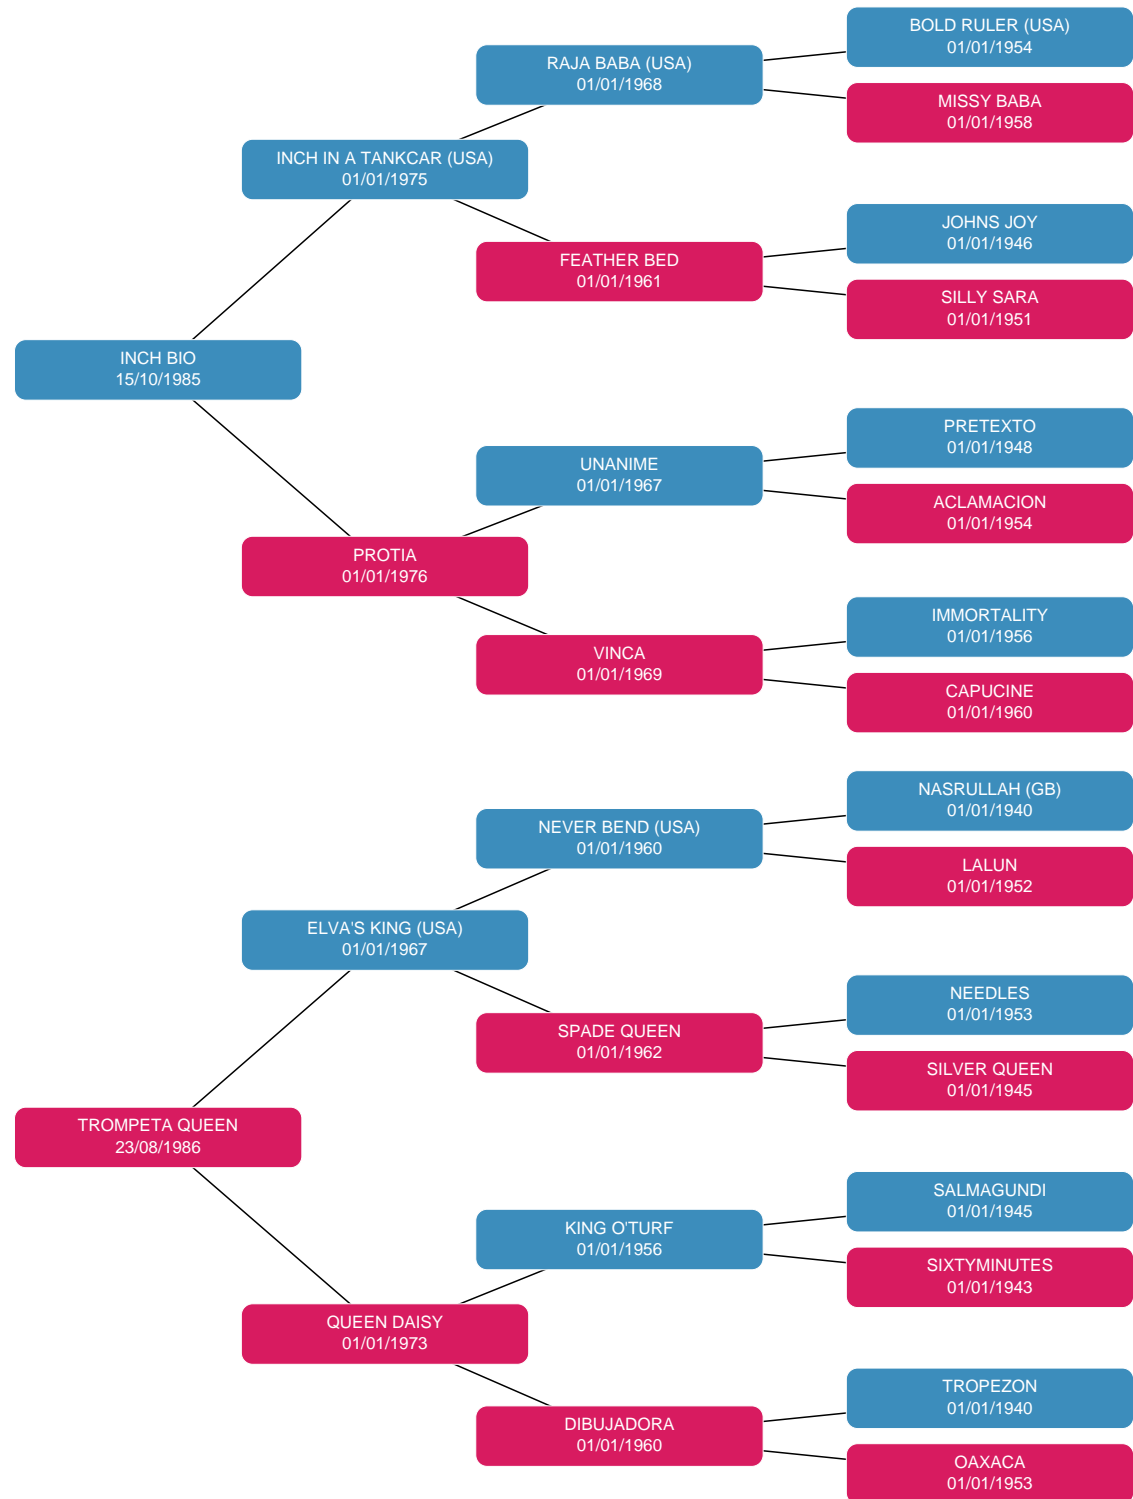 BOLD RULER (USA)
01/01/1954
RAJA BABA (USA)
01/01/1968
MISSY BABA
01/01/1958
INCH IN A TANKCAR (USA)
01/01/1975
JOHNS JOY
01/01/1946
FEATHER BED
01/01/1961
SILLY SARA
01/01/1951
INCH BIO
15/10/1985
PRETEXTO
01/01/1948
UNANIME
01/01/1967
ACLAMACION
01/01/1954
PROTIA
01/01/1976
IMMORTALITY
01/01/1956
VINCA
01/01/1969
CAPUCINE
01/01/1960
NASRULLAH (GB)
01/01/1940
NEVER BEND (USA)
01/01/1960
LALUN
01/01/1952
ELVA'S KING (USA)
01/01/1967
NEEDLES
01/01/1953
SPADE QUEEN
01/01/1962
SILVER QUEEN
01/01/1945
TROMPETA QUEEN
23/08/1986
SALMAGUNDI
01/01/1945
KING O'TURF
01/01/1956
SIXTYMINUTES
01/01/1943
QUEEN DAISY
01/01/1973
TROPEZON
01/01/1940
DIBUJADORA
01/01/1960
OAXACA
01/01/1953